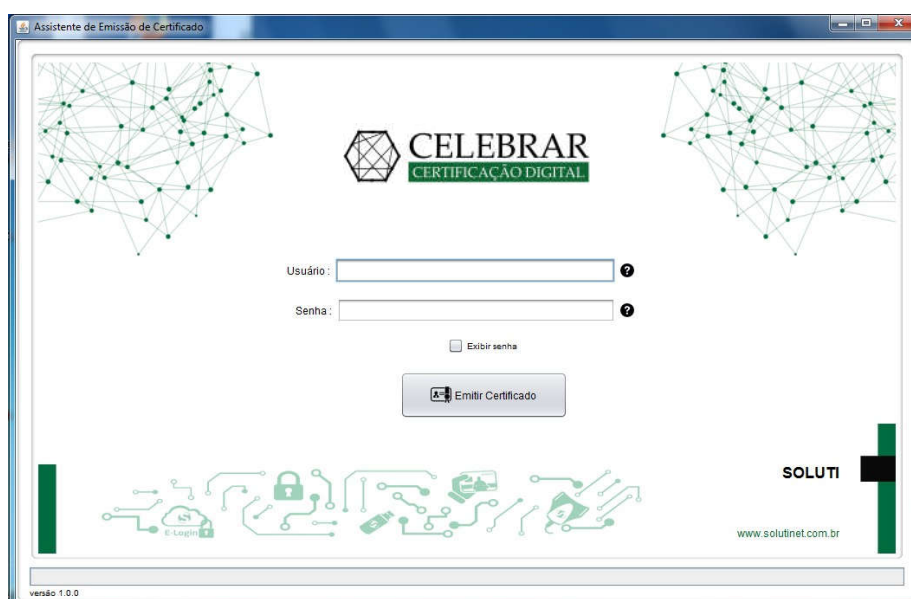 Assistente de Emissão de Certificado
CELEBRAR
CERTIFICAÇÃO DIGITAL
Usuário :
?
Senha :
?
Exibir senha
Emitir Certificado
E-Login
SOLUTI
www.solutinet.com.br
versão 1.0.0